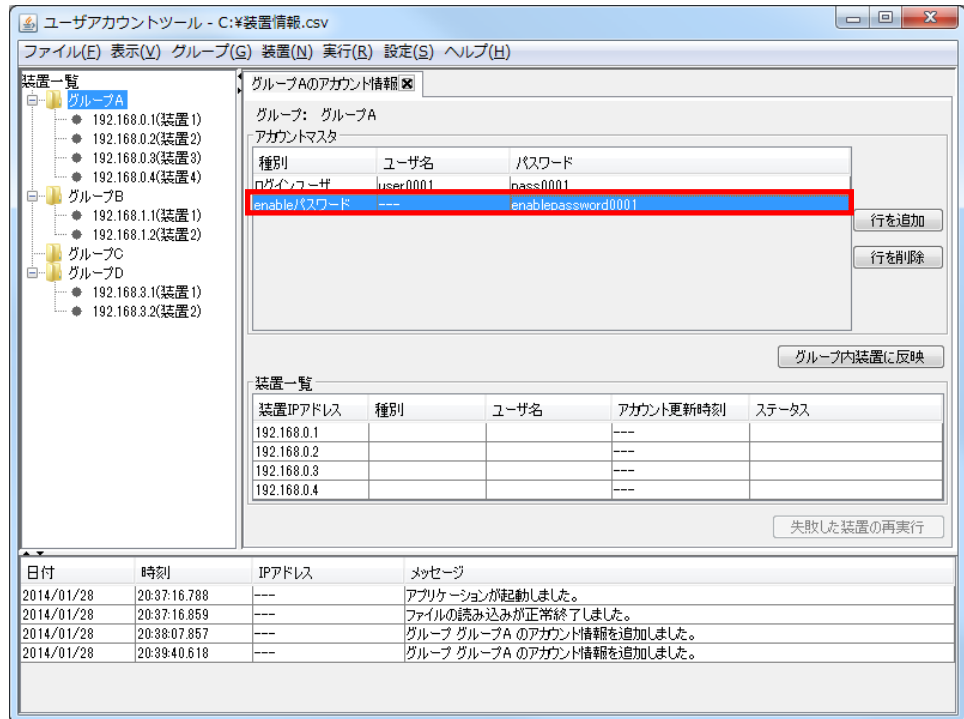 ユーザアカウントツール - C:¥装置情報.csv
ファイル(F) 表示(V) グループ(G) 装置(N) 実行(R) 設定(S) ヘルプ(H)
装置一覧
グループA
192.168.0.1(装置1)
192.168.0.2(装置2)
192.168.0.3(装置3)
192.168.0.4(装置4)
グループB
192.168.1.1(装置1)
192.168.1.2(装置2)
グループC
グループD
192.168.3.1(装置1)
192.168.3.2(装置2)
グループAのアカウント情報
グループ: グループA
アカウントマスタ
種別 ユーザ名 パスワード
ログインユーザ user0001 pass0001
enableパスワード --- enablepassword0001
行を追加
行を削除
グループ内装置に反映
装置一覧
装置IPアドレス 種別 ユーザ名 アカウント更新時刻 ステータス
192.168.0.1 ---
192.168.0.2 ---
192.168.0.3 ---
192.168.0.4 ---
失敗した装置の再実行
日付 時刻 IPアドレス メッセージ
2014/01/28 20:37:16.788 --- アプリケーションが起動しました。
2014/01/28 20:37:16.859 --- ファイルの読み込みが正常終了しました。
2014/01/28 20:38:07.857 --- グループ グループA のアカウント情報を追加しました。
2014/01/28 20:39:40.618 --- グループ グループA のアカウント情報を追加しました。